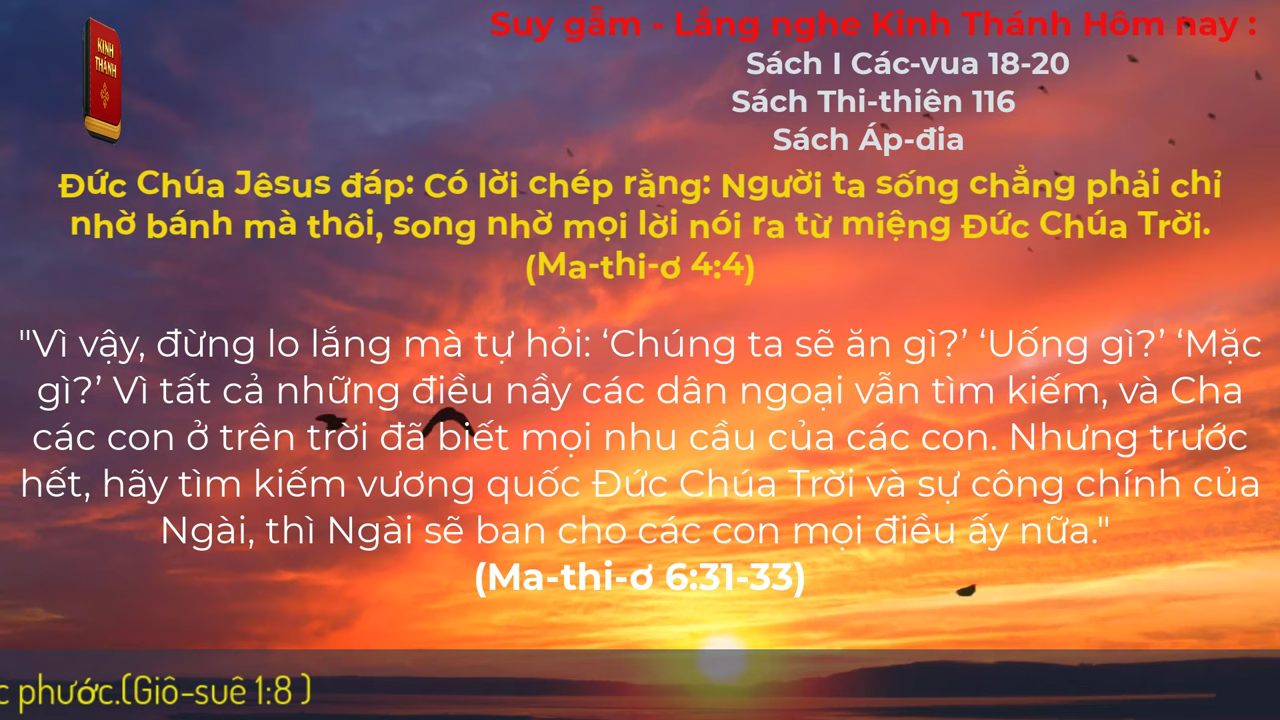 KINH
THÁNH
Suy gẫm - Lắng nghe Kinh Thánh Hôm nay :
Sách I Các-vua 18-20
Sách Thi-thiên 116
Sách Áp-đia
Đức Chúa Jêsus đáp: Có lời chép rằng: Người ta sống chẳng phải chỉ
nhờ bánh mà thôi, song nhờ mọi lời nói ra từ miệng Đức Chúa Trời.
(Ma-thi-ơ 4:4)
"Vì vậy, đừng lo lắng mà tự hỏi: ‘Chúng ta sẽ ăn gì?’ ‘Uống gì?’ ‘Mặc
gì?’ Vì tất cả những điều nầy các dân ngoại vẫn tìm kiếm, và Cha
các con ở trên trời đã biết mọi nhu cầu của các con. Nhưng trước
hết, hãy tìm kiếm vương quốc Đức Chúa Trời và sự công chính của
Ngài, thì Ngài sẽ ban cho các con mọi điều ấy nữa."
(Ma-thi-ơ 6:31-33)
c phước.(Giô-suê 1:8 )